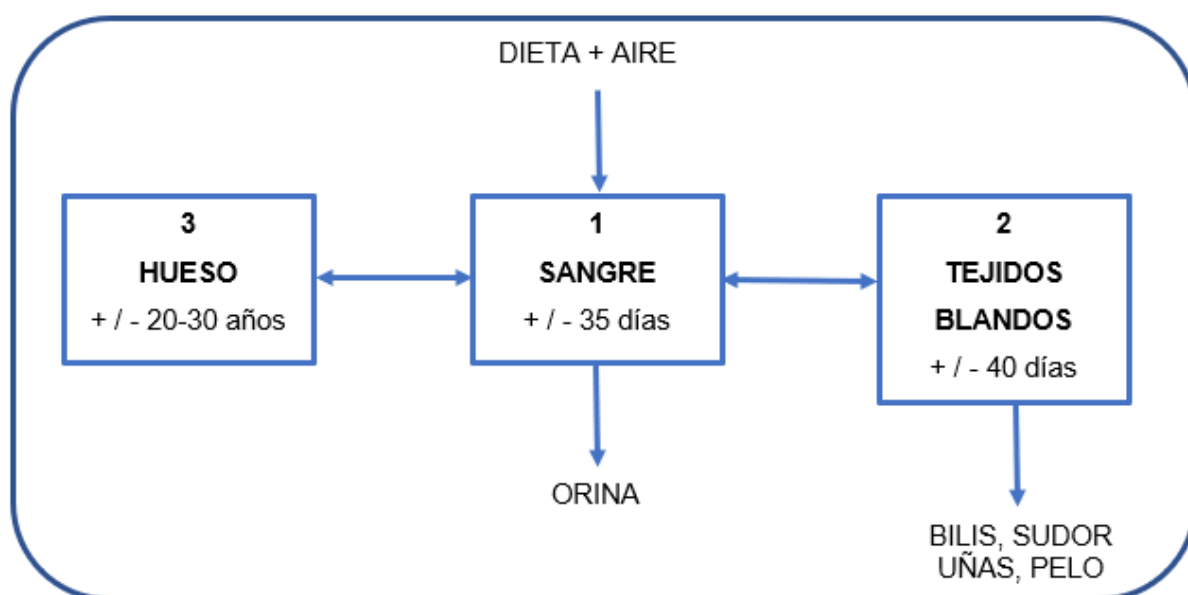 DIETA + AIRE
3
HUESO
+ / - 20-30 años
1
SANGRE
+ / - 35 días
2
TEJIDOS
BLANDOS
+ / - 40 días
ORINA
BILIS, SUDOR
UÑAS, PELO